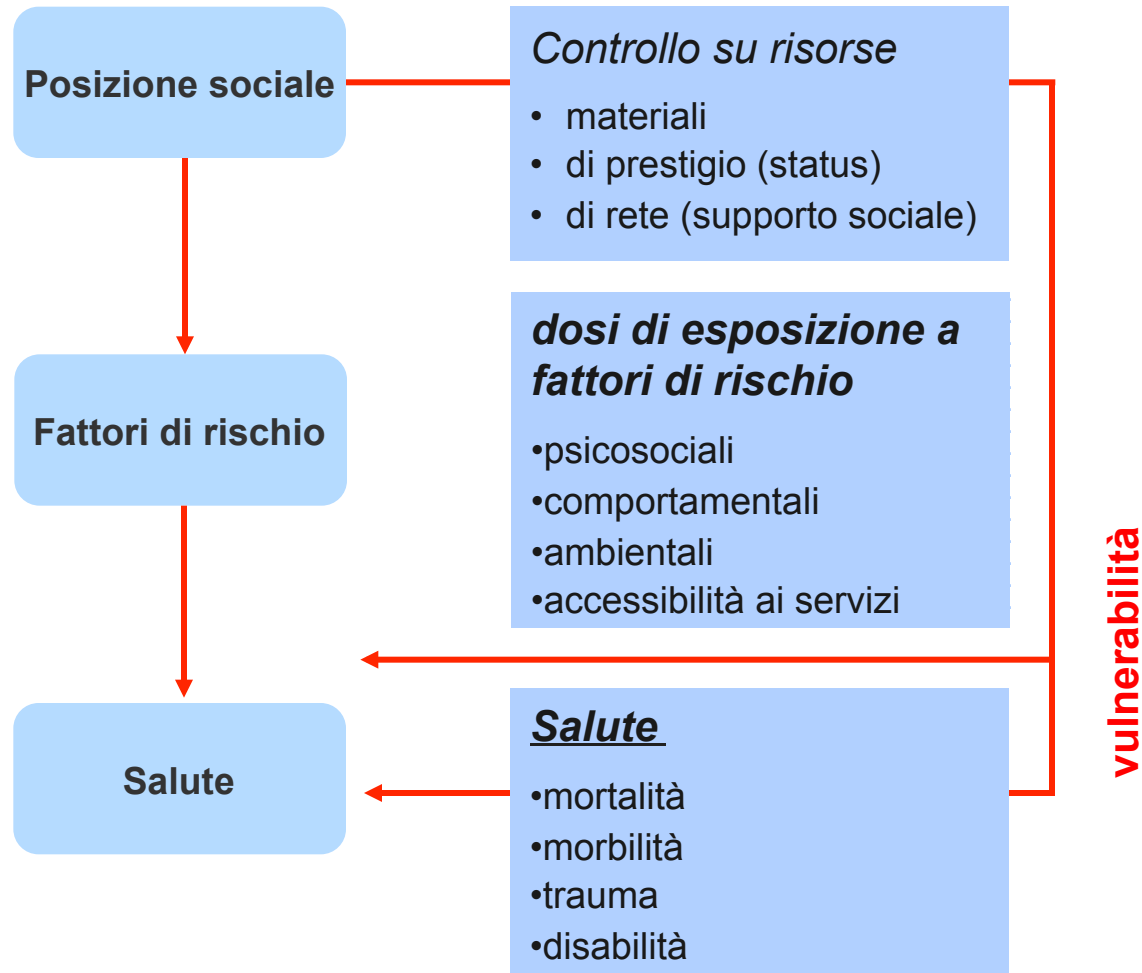 Posizione sociale
Controllo su risorse
• materiali
• di prestigio (status)
• di rete (supporto sociale)
Fattori di rischio
dosi di esposizione a
fattori di rischio
•psicosociali
•comportamentali
•ambientali
•accessibilità ai servizi
vulnerabilità
Salute
Salute
•mortalità
•morbilità
•trauma
•disabilità